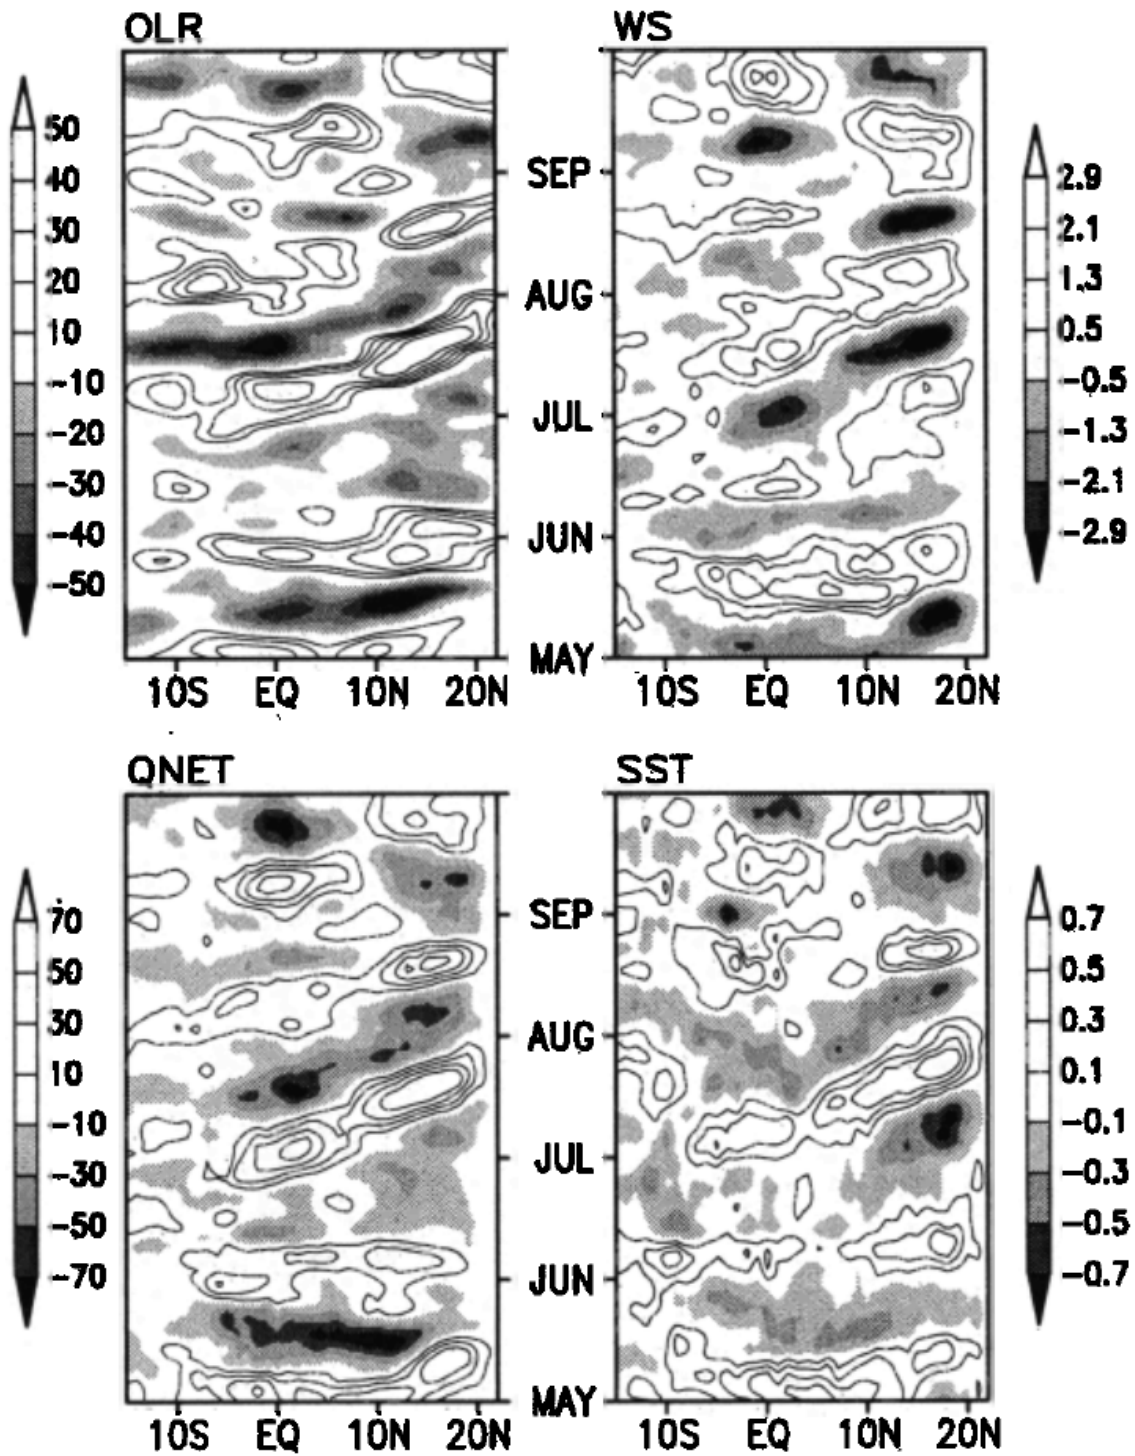 OLR
WS
50
40
30
20
10
-10
-20
-30
-40
-50
SEP
AUG
JUL
JUN
MAY
2.9
2.1
1.3
0.5
-0.5
-1.3
-2.1
-2.9
10S EQ 10N 20N
10S EQ 10N 20N
QNET
SST
70
50
30
10
-10
-30
-50
-70
SEP
AUG
JUL
JUN
MAY
0.7
0.5
0.3
0.1
-0.1
-0.3
-0.5
-0.7
10S EQ 10N 20N
10S EQ 10N 20N